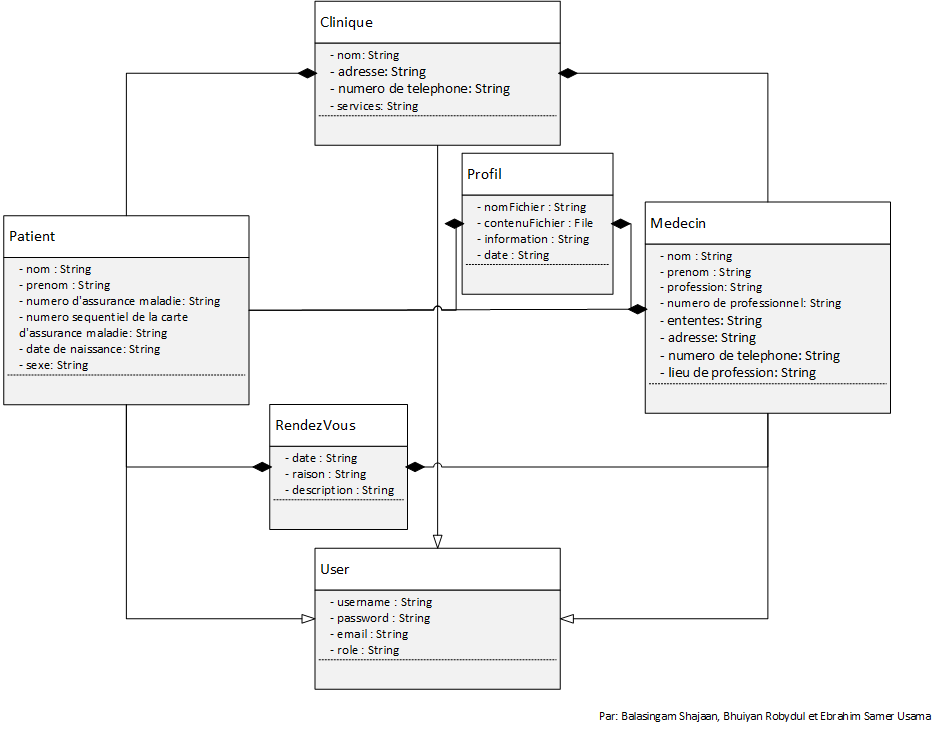 Clinique
- nom: String
- adresse: String
- numero de telephone: String
- services: String
Profil
- nomFichier : String
- contenuFichier : File
- information : String
- date : String
Patient
- nom : String
- prenom : String
- numero d'assurance maladie: String
- numero sequentiel de la carte
d'assurance maladie: String
- date de naissance: String
- sexe: String
Medecin
- nom : String
- prenom : String
- profession: String
- numero de professionnel: String
- ententes: String
- adresse: String
- numero de telephone: String
- lieu de profession: String
RendezVous
- date : String
- raison : String
- description : String
User
- username : String
- password : String
- email : String
- role : String
Par: Balasingam Shajaan, Bhuiyan Robydul et Ebrahim Samer Usama